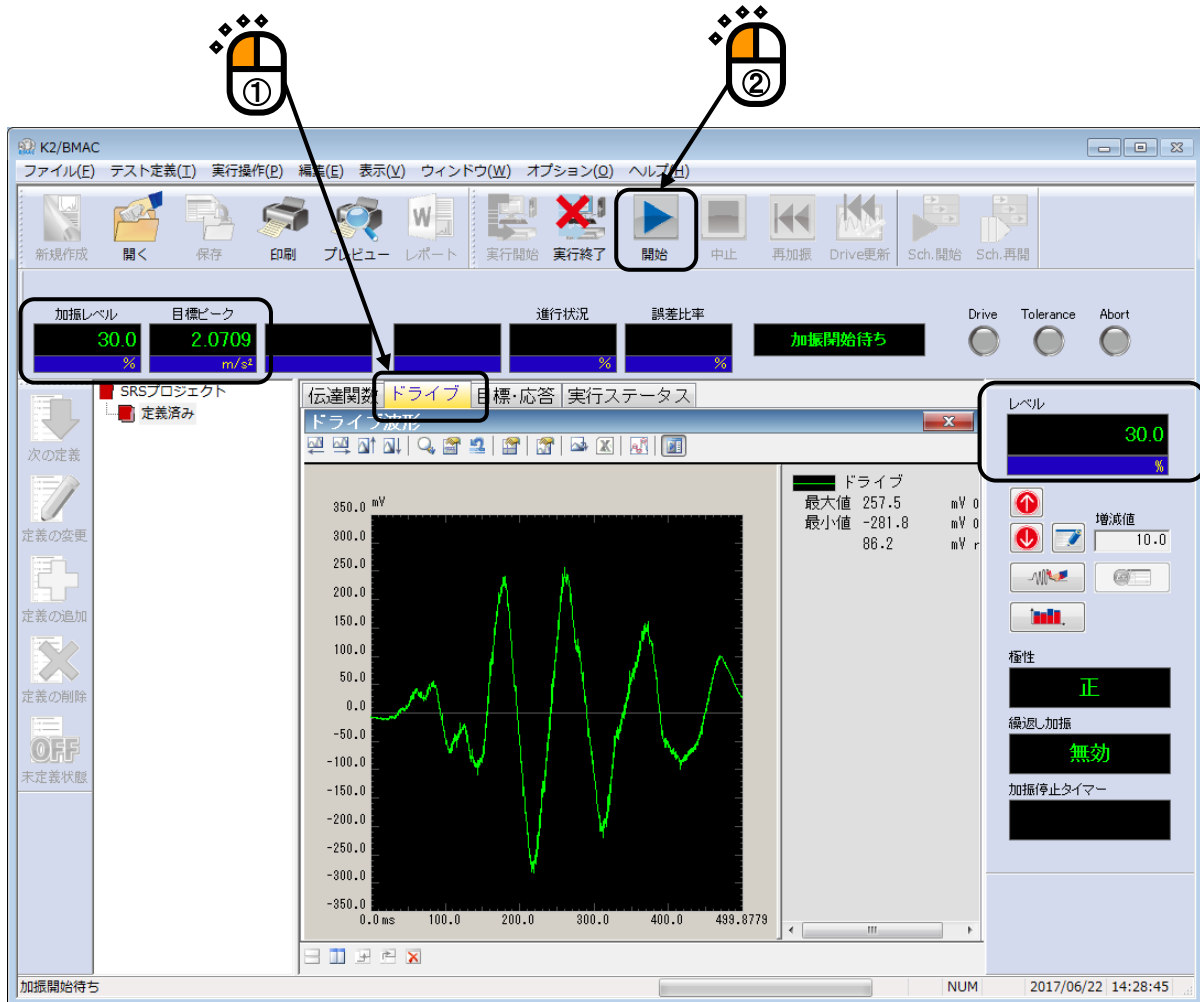 ①
②
K2/BMAC
ファイル(F) テスト定義(T) 実行操作(P) 編集(E) 表示(V) ウィンドウ(W) オプション(O) ヘルプ(H)
新規作成 開く 保存 印刷 プレビュー レポート 実行開始 実行終了 開始 中止 再加振 Drive更新 Sch.開始 Sch.再開
加振レベル 目標ピーク 進行状況 誤差比率 Drive Tolerance Abort
30.0 2.0709 加振開始待ち
% m/s² % %
SRSプロジェクト
定義済み
次の定義
定義の変更
定義の追加
定義の削除
OFF
未定義状態
伝達関数 ドライブ 目標・応答 実行ステータス
ドライブ波形
350.0 mV
300.0
250.0
200.0
150.0
100.0
50.0
0.0
-50.0
-100.0
-150.0
-200.0
-250.0
-300.0
-350.0
0.0 ms 100.0 200.0 300.0 400.0 499.8779
ドライブ
最大値 257.5 mV 0
最小値 -281.8 mV 0
86.2 mV r
レベル
30.0
%
増減値
10.0
極性
正
繰返し加振
無効
加振停止タイマー
加振開始待ち NUM 2017/06/22 14:28:45